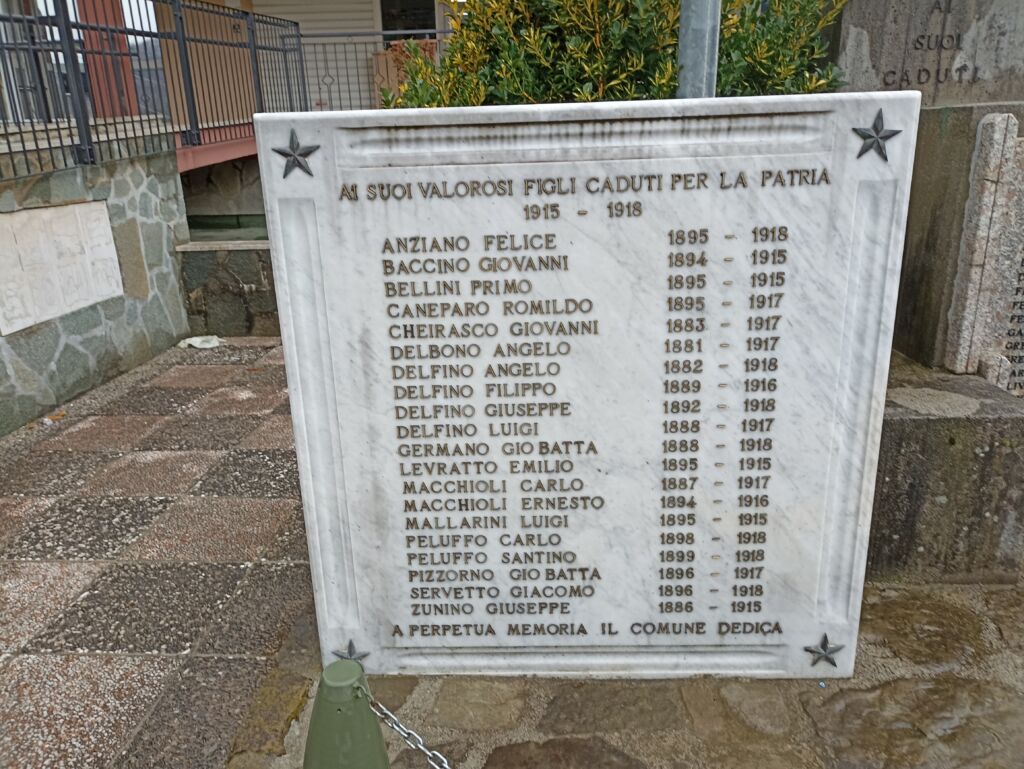 AI SUOI VALOROSI FIGLI CADUTI PER LA PATRIA
1915 - 1918
ANZIANO FELICE 1895 - 1918
BACCINO GIOVANNI 1894 - 1915
BELLINI PRIMO 1895 - 1915
CANEPARO ROMILDO 1895 - 1917
CHEIRASCO GIOVANNI 1883 - 1917
DELBONO ANGELO 1881 - 1917
DELFINO ANGELO 1882 - 1918
DELFINO FILIPPO 1889 - 1916
DELFINO GIUSEPPE 1892 - 1918
DELFINO LUIGI 1888 - 1917
GERMANO GIO BATTA 1888 - 1918
LEVRATTO EMILIO 1895 - 1915
MACCHIOLI CARLO 1887 - 1917
MACCHIOLI ERNESTO 1894 - 1916
MALLARINI LUIGI 1895 - 1915
PELUFFO CARLO 1898 - 1918
PELUFFO SANTINO 1899 - 1918
PIZZORNO GIO BATTA 1896 - 1917
SERVETTO GIACOMO 1896 - 1918
ZUNINO GIUSEPPE 1886 - 1915
A PERPETUA MEMORIA IL COMUNE DEDICA
AI
SUOI
CADUTI